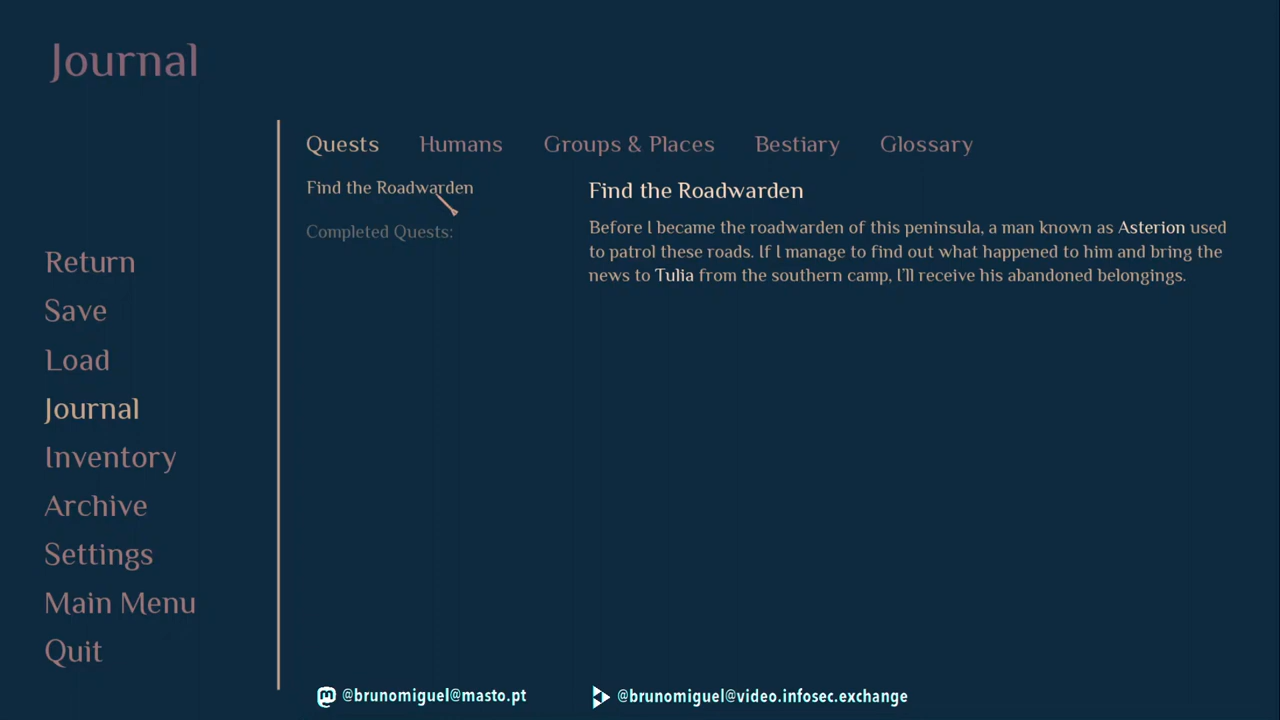 Journal
Quests Humans Groups & Places Bestiary Glossary
Find the Roadwarden
Completed Quests:
Find the Roadwarden
Before I became the roadwarden of this peninsula, a man known as Asterion used
to patrol these roads. If I manage to find out what happened to him and bring the
news to Tulia from the southern camp, I'll receive his abandoned belongings.
Return
Save
Load
Journal
Inventory
Archive
Settings
Main Menu
Quit
@brunomiguel@masto.pt
@brunomiguel@video.infosec.exchange